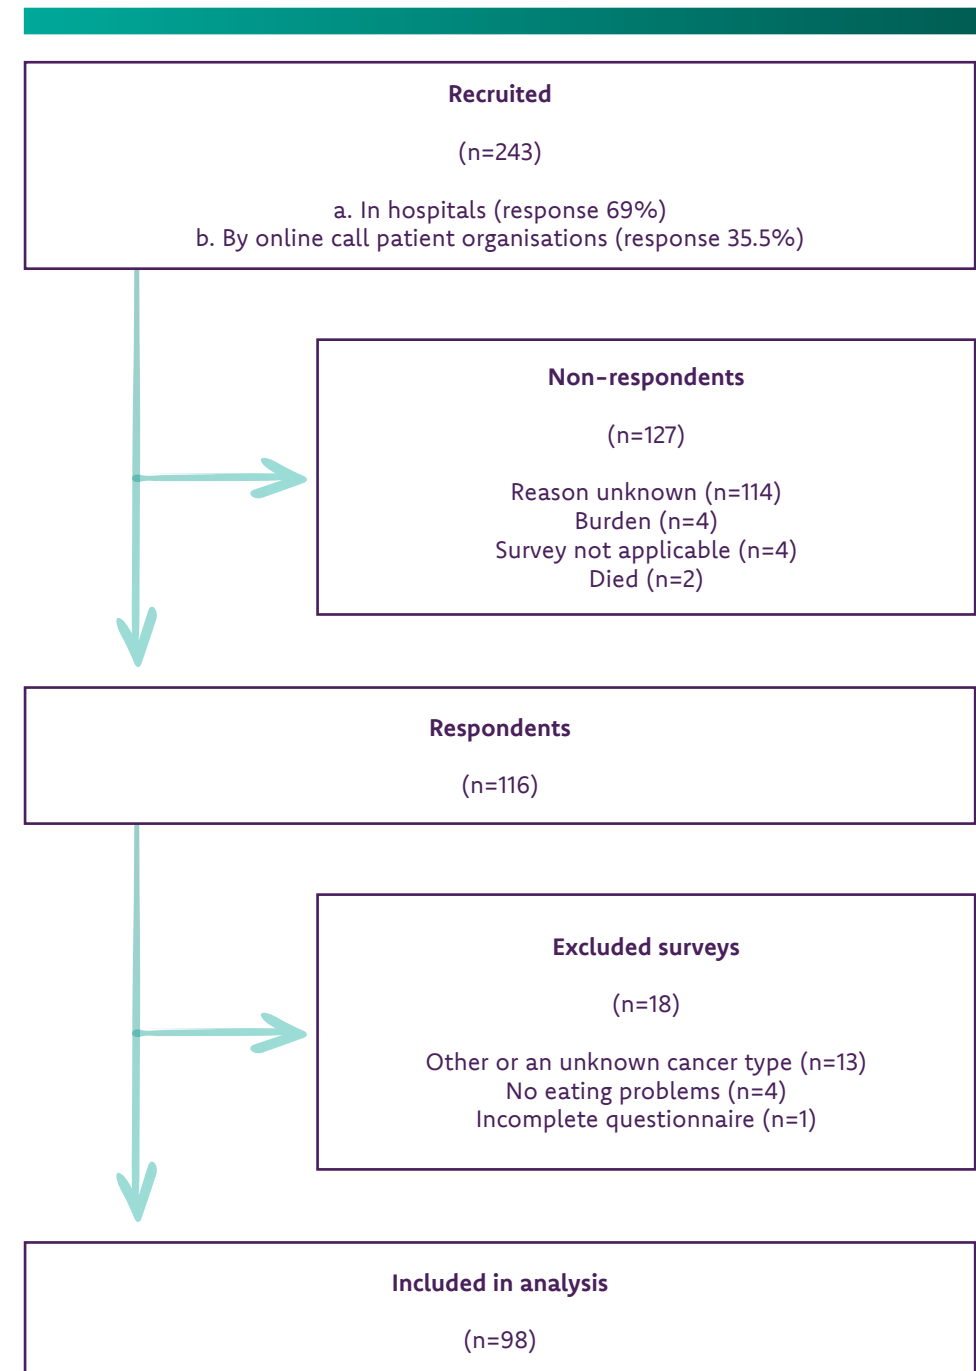 Recruited
(n=243)
a. In hospitals (response 69%)
b. By online call patient organisations (response 35.5%)
Non-respondents
(n=127)
Reason unknown (n=114)
Burden (n=4)
Survey not applicable (n=4)
Died (n=2)
Respondents
(n=116)
Excluded surveys
(n=18)
Other or an unknown cancer type (n=13)
No eating problems (n=4)
Incomplete questionnaire (n=1)
Included in analysis
(n=98)